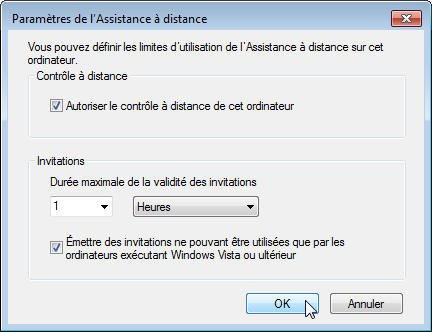 Paramètres de l'Assistance à distance
Vous pouvez définir les limites d'utilisation de l'Assistance à distance sur cet
ordinateur.
Contrôle à distance
Autoriser le contrôle à distance de cet ordinateur
Invitations
Durée maximale de la validité des invitations
1 Heures
Émettre des invitations ne pouvant être utilisées que par les
ordinateurs exécutant Windows Vista ou ultérieur
OK Annuler